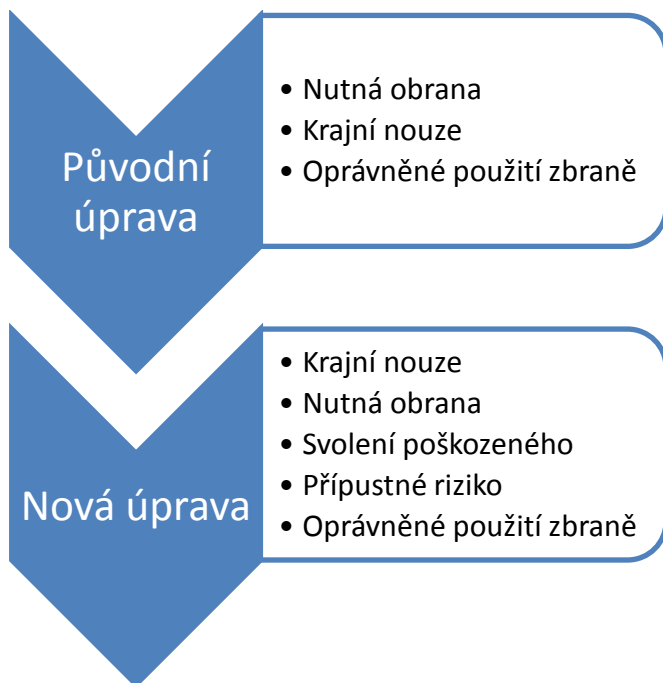 Původní
úprava
• Nutná obrana
• Krajní nouze
• Oprávněné použití zbraně
Nová úprava
• Krajní nouze
• Nutná obrana
• Svolení poškozeného
• Přípustné riziko
• Oprávněné použití zbraně